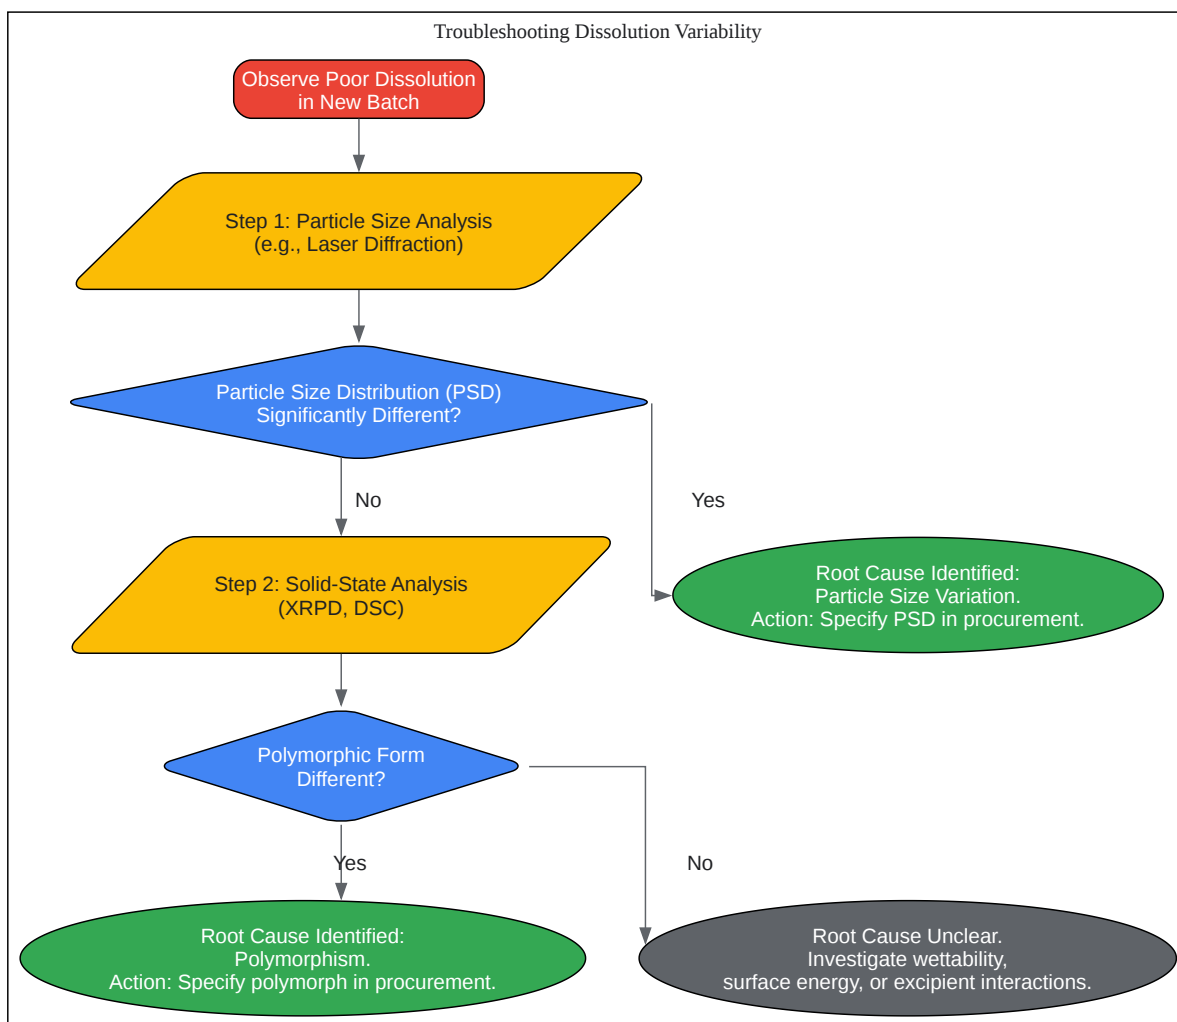 Troubleshooting Dissolution Variability
Observe Poor Dissolution
in New Batch
Step 1: Particle Size Analysis
(e.g., Laser Diffraction)
Particle Size Distribution (PSD)
Significantly Different?
No
Yes
Step 2: Solid-State Analysis
(XRPD, DSC)
Root Cause Identified:
Particle Size Variation.
Action: Specify PSD in procurement.
Polymorphic Form
Different?
Yes
No
Root Cause Identified:
Polymorphism.
Action: Specify polymorph in procurement.
Root Cause Unclear.
Investigate wettability,
surface energy, or excipient interactions.